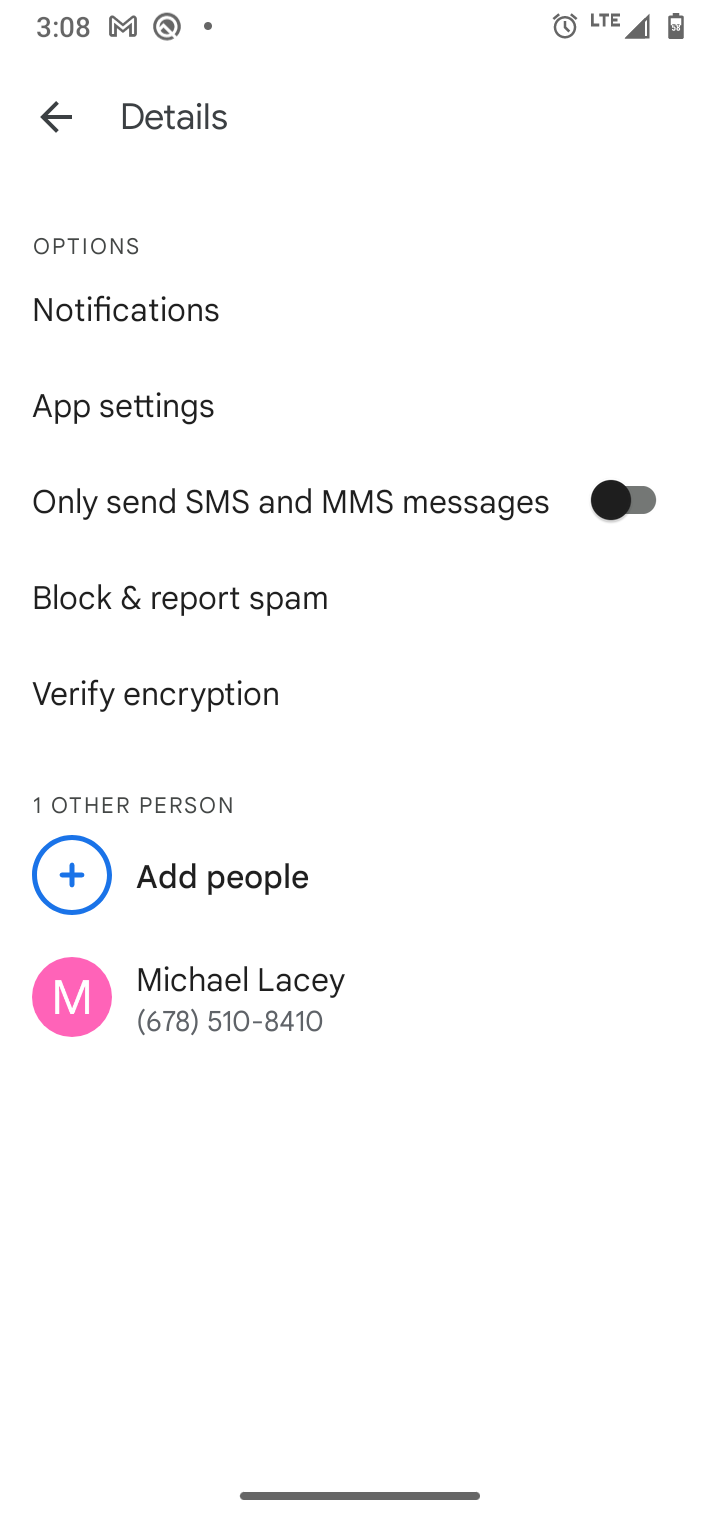 3:08 LTE
Details
OPTIONS
Notifications
App settings
Only send SMS and MMS messages
Block & report spam
Verify encryption
1 OTHER PERSON
Add people
M
Michael Lacey
(678) 510-8410